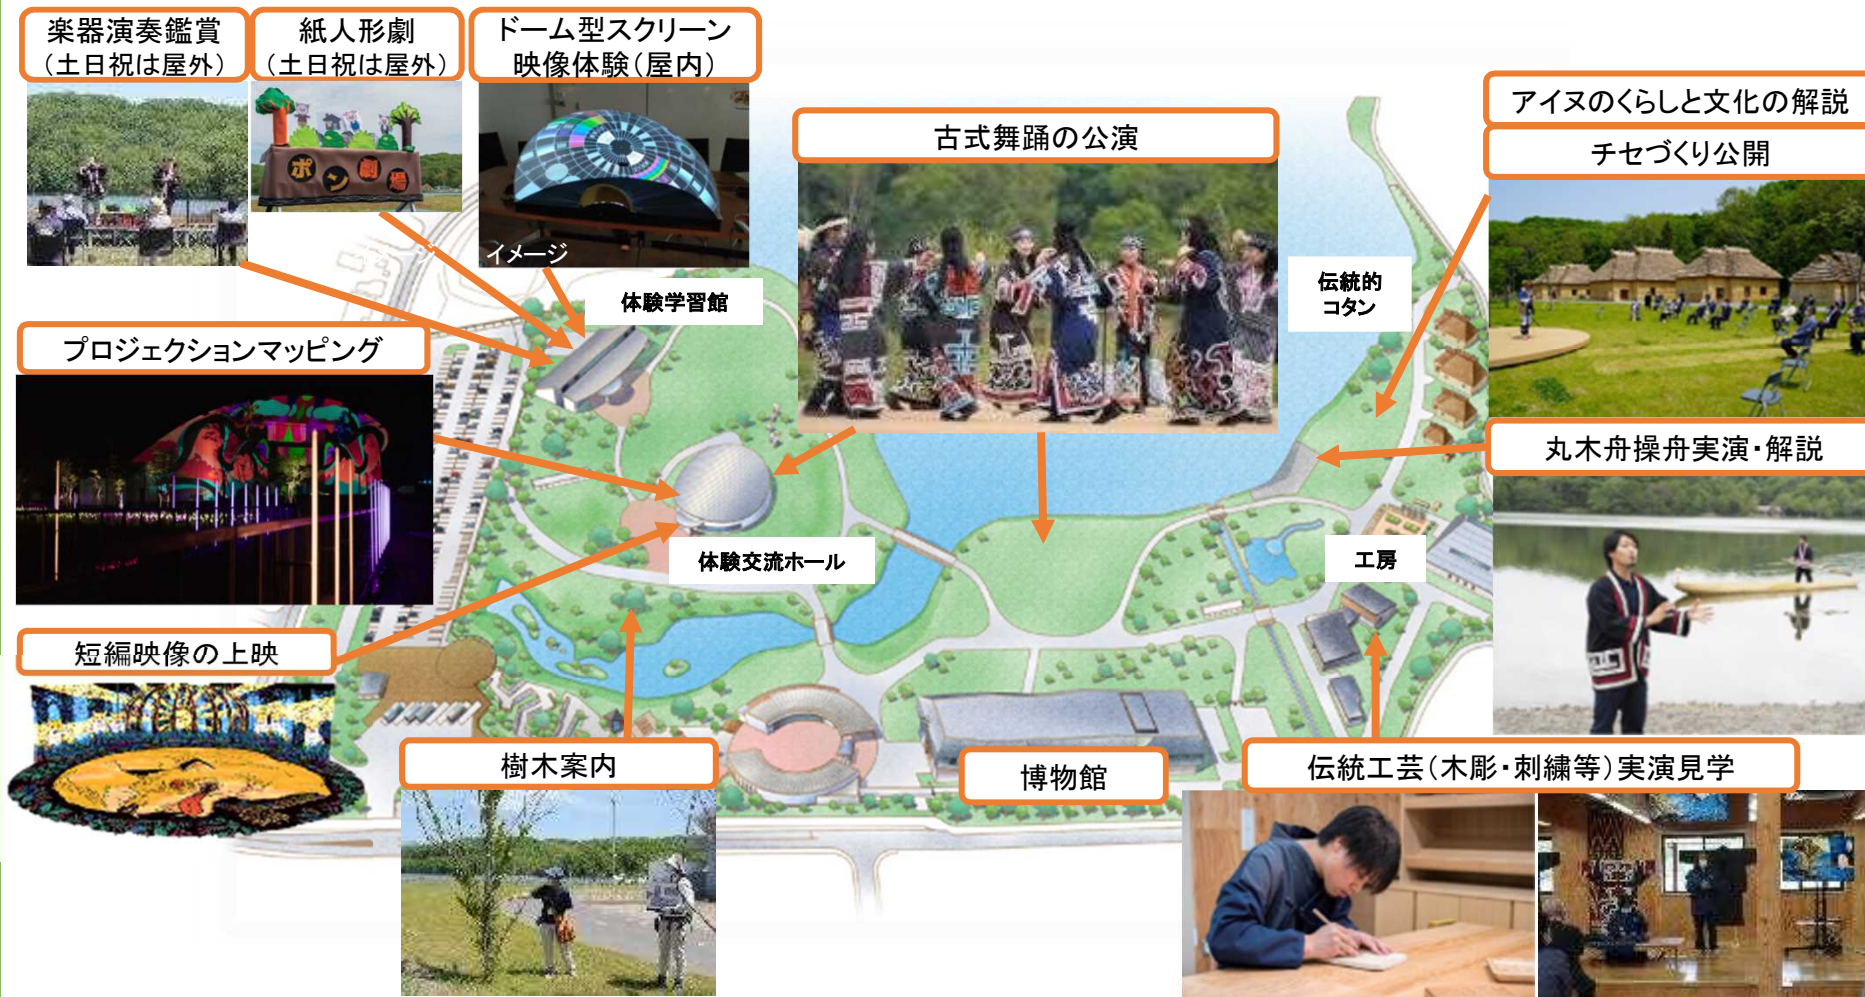 楽器演奏鑑賞
（土日祝は屋外）
紙人形劇
（土日祝は屋外）
ドーム型スクリーン
映像体験（屋内）
ポン劇場
イメージ
古式舞踊の公演
アイヌのくらしと文化の解説
チセづくり公開
体験学習館
伝統的
コタン
プロジェクションマッピング
丸木舟操舟実演・解説
体験交流ホール
工房
短編映像の上映
樹木案内
博物館
伝統工芸（木彫・刺繍等）実演見学